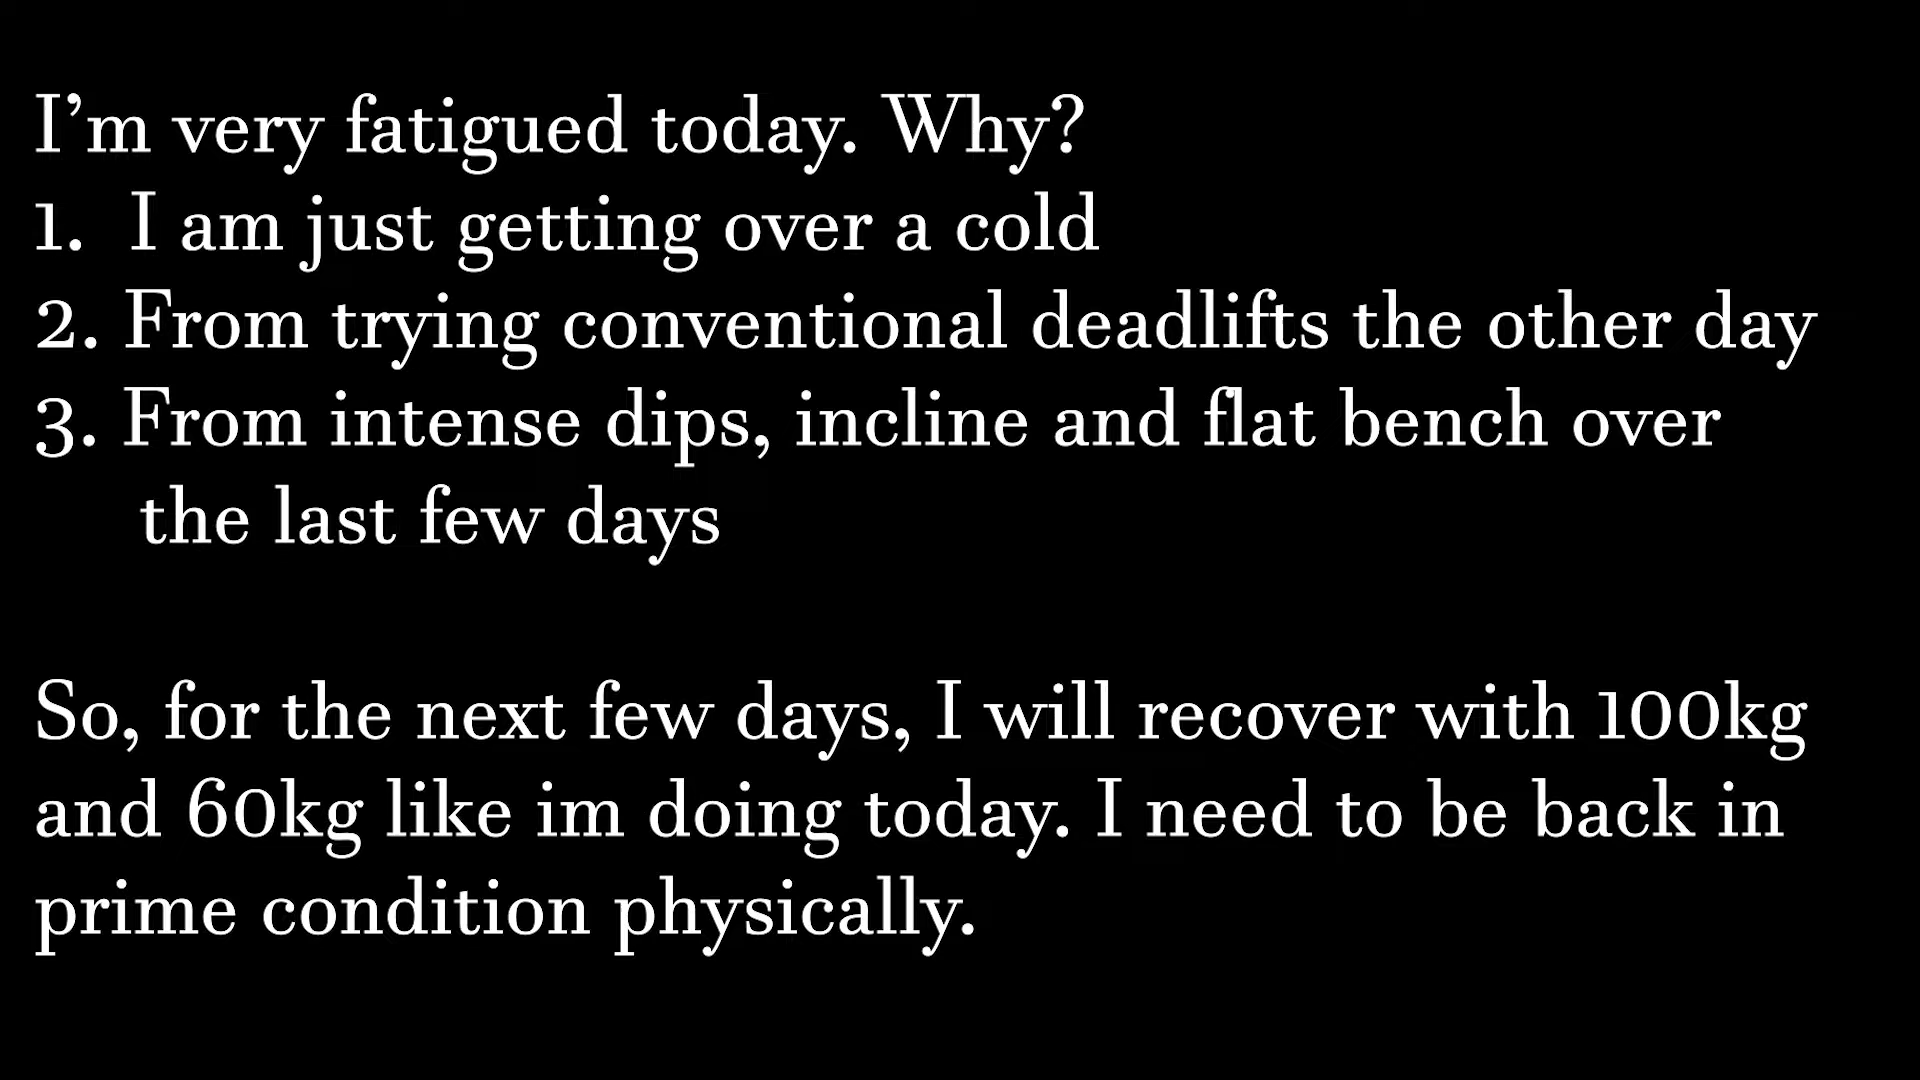 I’m very fatigued today. Why?
1. I am just getting over a cold
2. From trying conventional deadlifts the other day
3. From intense dips, incline and flat bench over
the last few days
So, for the next few days, I will recover with 100kg
and 60kg like im doing today. I need to be back in
prime condition physically.